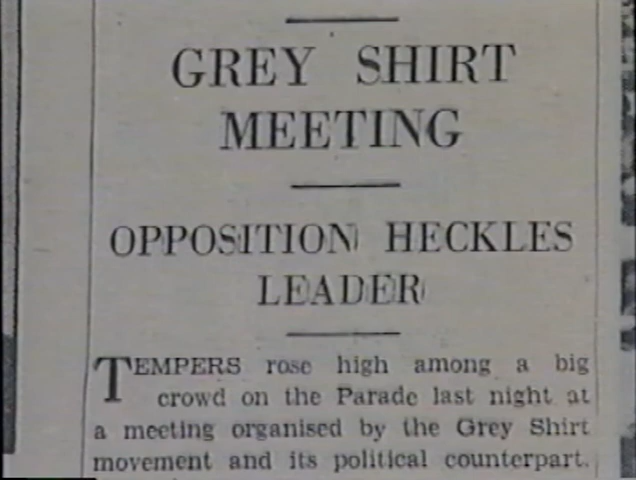 GREY SHIRT
MEETING
OPPOSITION HECKLES
LEADER
TEMPERS rose high among a big
crowd on the Parade last night at
a meeting organised by the Grey Shirt
movement and its political counterpart.